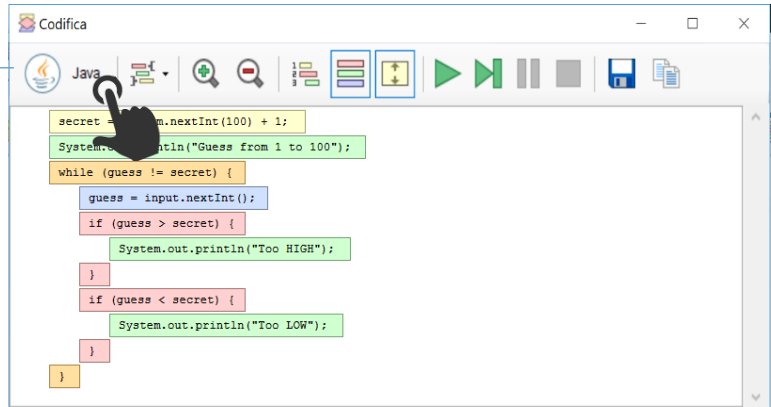 Codifica
Java
secret = m.nextInt(100) + 1;
System. ln("Guess from 1 to 100");
while (guess != secret) {
guess = input.nextInt();
if (guess > secret) {
System.out.println("Too HIGH");
}
if (guess < secret) {
System.out.println("Too LOW");
}
}